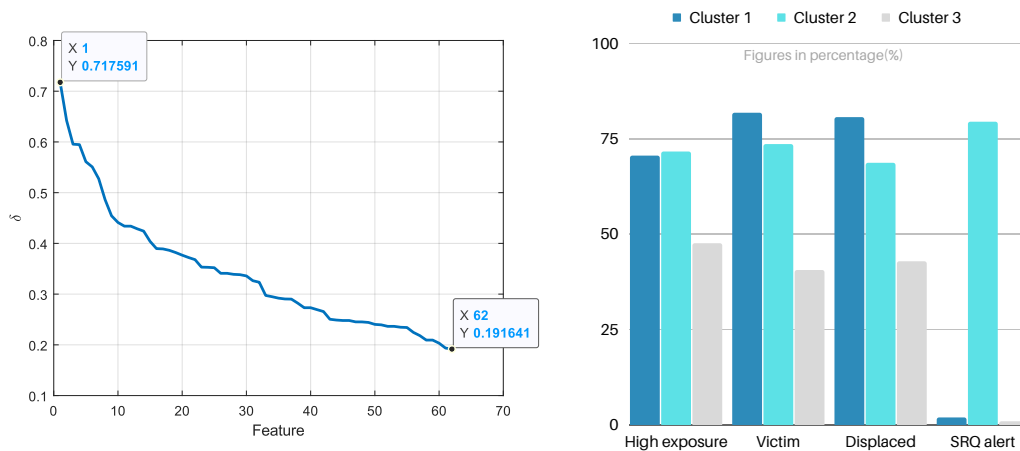 0.8
0.7
0.6
0.5
0.4
0.3
0.2
0.1
δ
X 1
Y 0.717591
X 62
Y 0.191641
0 10 20 30 40 50 60 70
Feature
Cluster 1 Cluster 2 Cluster 3
Figures in percentage(%)
100
75
50
25
0
High exposure Victim Displaced SRQ alert